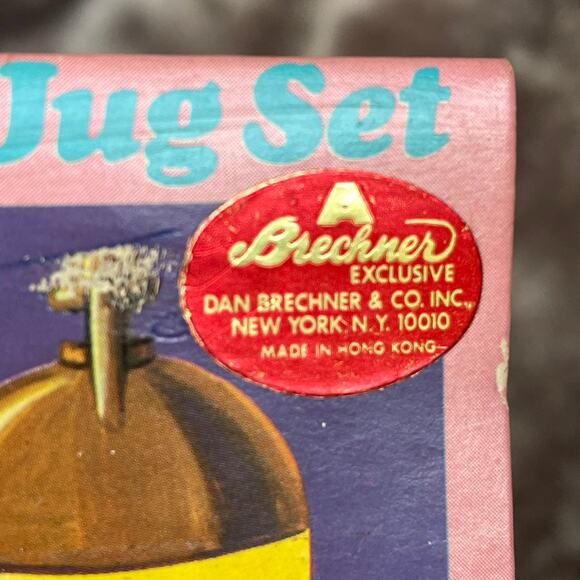 Jug Set
A
Brechner
EXCLUSIVE
DAN BRECHNER & CO. INC.,
NEW YORK N.Y. 10010
MADE IN HONG KONG